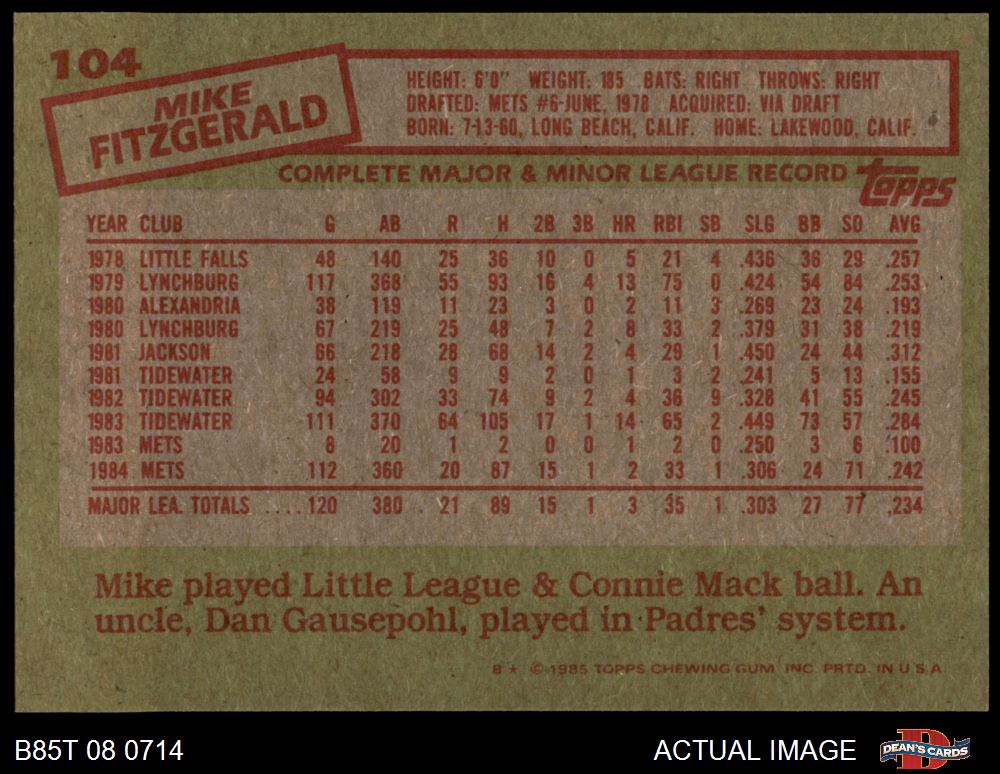 104
MIKE
FITZGERALD
HEIGHT: 6'0" WEIGHT: 185 BATS: RIGHT THROWS: RIGHT
DRAFTED: METS #6-JUNE, 1978 ACQUIRED: VIA DRAFT
BORN: 7-13-60, LONG BEACH, CALIF. HOME: LAKEWOOD, CALIF.
COMPLETE MAJOR & MINOR LEAGUE RECORD topps
YEAR CLUB G AB R H 2B 3B HR RBI SB SLG BB SO AVG
1978 LITTLE FALLS 48 140 25 36 10 0 5 21 4 .436 36 29 .257
1979 LYNCHBURG 117 368 55 93 16 4 13 75 0 .424 54 84 .253
1980 ALEXANDRIA 38 119 11 23 3 0 2 11 3 .269 23 24 .193
1980 LYNCHBURG 67 219 25 48 7 2 8 33 2 .379 31 38 .219
1981 JACKSON 66 218 28 68 14 2 4 29 1 .450 24 44 .312
1981 TIDEWATER 24 58 9 9 2 0 1 3 2 .241 5 13 .155
1982 TIDEWATER 94 302 33 74 9 2 4 36 9 .328 41 55 .245
1983 TIDEWATER 111 370 64 105 17 1 14 65 2 .449 73 57 .284
1983 METS 8 20 1 2 0 0 1 2 0 .250 3 6 .100
1984 METS 112 360 20 87 15 1 2 33 1 .306 24 71 .242
MAJOR LEA. TOTALS ....120 380 21 89 15 1 3 35 1 .303 27 77 .234
Mike played Little League & Connie Mack ball. An
uncle, Dan Gausepohl, played in Padres' system.
B★ © 1985 TOPPS CHEWING GUM, INC. PRTD. IN U.S.A.
B85T 08 0714 ACTUAL IMAGE DEAN'S CARDS